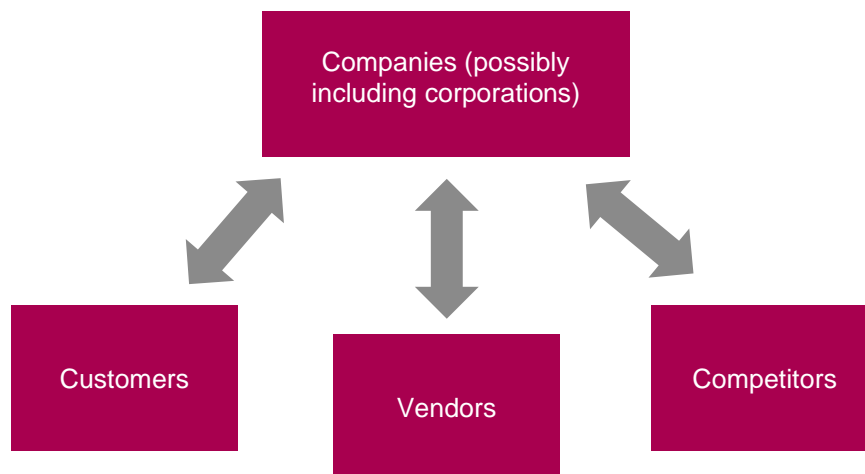 Companies (possibly
including corporations)
Customers
Vendors
Competitors